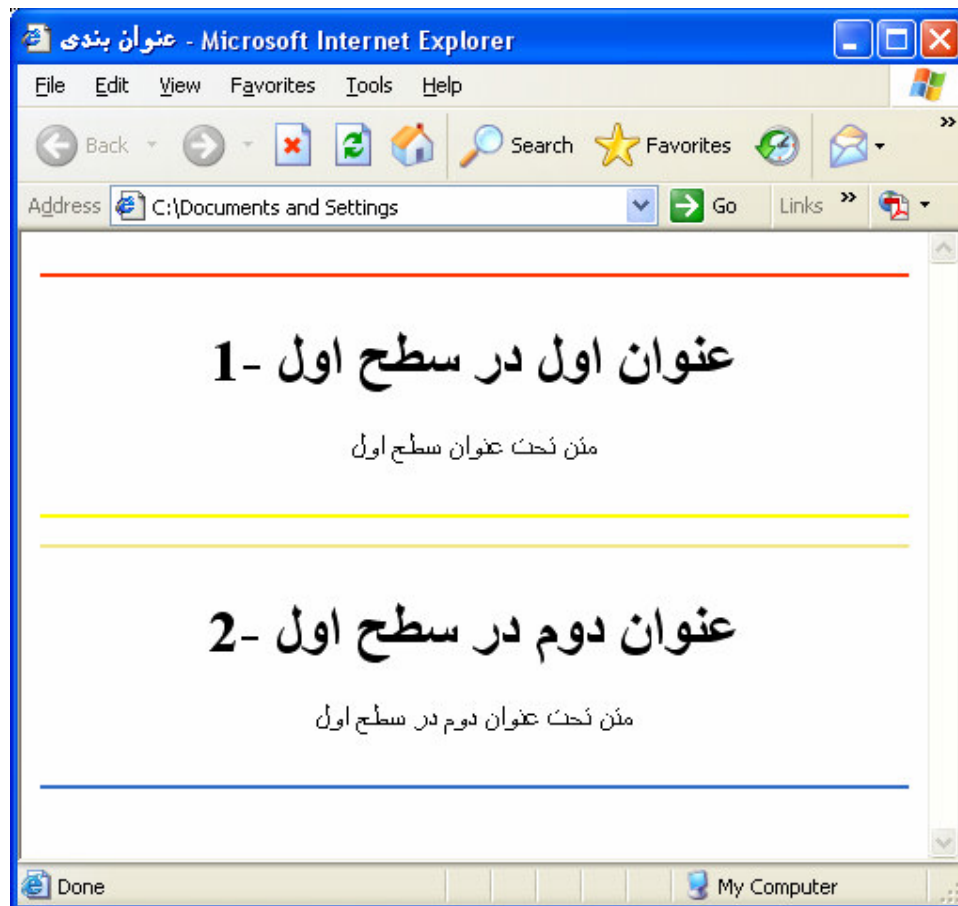 عنوان بندی - Microsoft Internet Explorer
File Edit View Favorites Tools Help
Back Search Favorites »
Address C:\Documents and Settings Go Links »
عنوان اول در سطح اول -1
متن تحت عنوان سطح اول
عنوان دوم در سطح اول -2
متن تحت عنوان دوم در سطح اول
Done My Computer